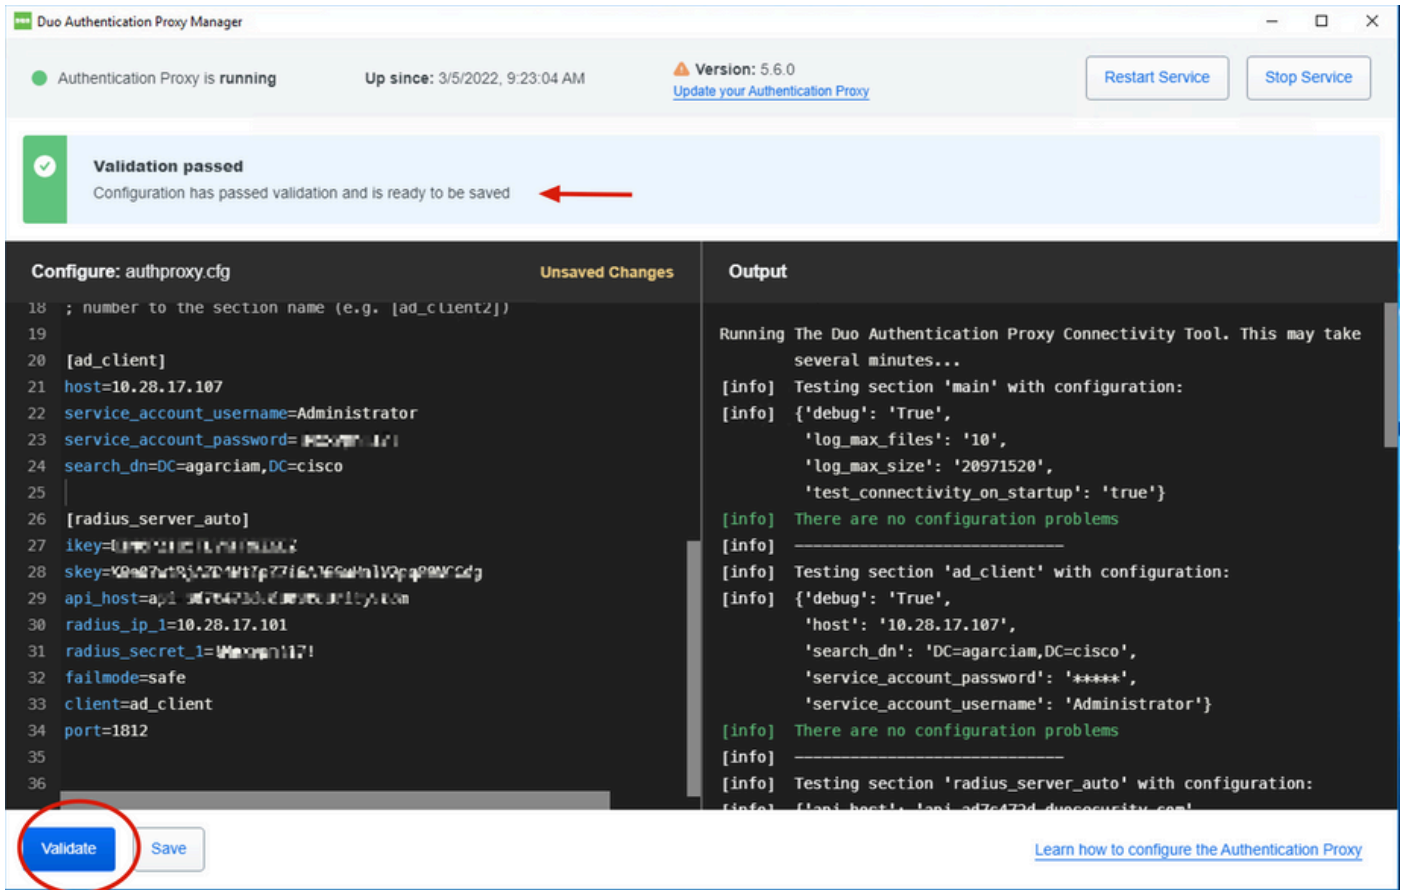 Duo Authentication Proxy Manager
Authentication Proxy is running
Up since: 3/5/2022, 9:23:04 AM
Version: 5.6.0
Update your Authentication Proxy
Restart Service
Stop Service
Validation passed
Configuration has passed validation and is ready to be saved
Configure: authproxy.cfg
Unsaved Changes
18 ; number to the section name (e.g. [ad_client2])
19
20 [ad_client]
21 host=10.28.17.107
22 service_account_username=Administrator
23 service_account_password=
24 search_dn=DC=agarciam,DC=cisco
25
26 [radius_server_auto]
27 ikey=
28 skey=
29 api_host=
30 radius_ip_1=10.28.17.101
31 radius_secret_1=
32 failmode=safe
33 client=ad_client
34 port=1812
35
36
Output
Running The Duo Authentication Proxy Connectivity Tool. This may take
several minutes...
[info] Testing section 'main' with configuration:
[info] {'debug': 'True',
'log_max_files': '10',
'log_max_size': '20971520',
'test_connectivity_on_startup': 'true'}
[info] There are no configuration problems
[info] -----------------------------
[info] Testing section 'ad_client' with configuration:
[info] {'debug': 'True',
'host': '10.28.17.107',
'search_dn': 'DC=agarciam,DC=cisco',
'service_account_password': '*****',
'service_account_username': 'Administrator'}
[info] There are no configuration problems
[info] -----------------------------
[info] Testing section 'radius_server_auto' with configuration:
[info] {'api_host':
Validate
Save
Learn how to configure the Authentication Proxy